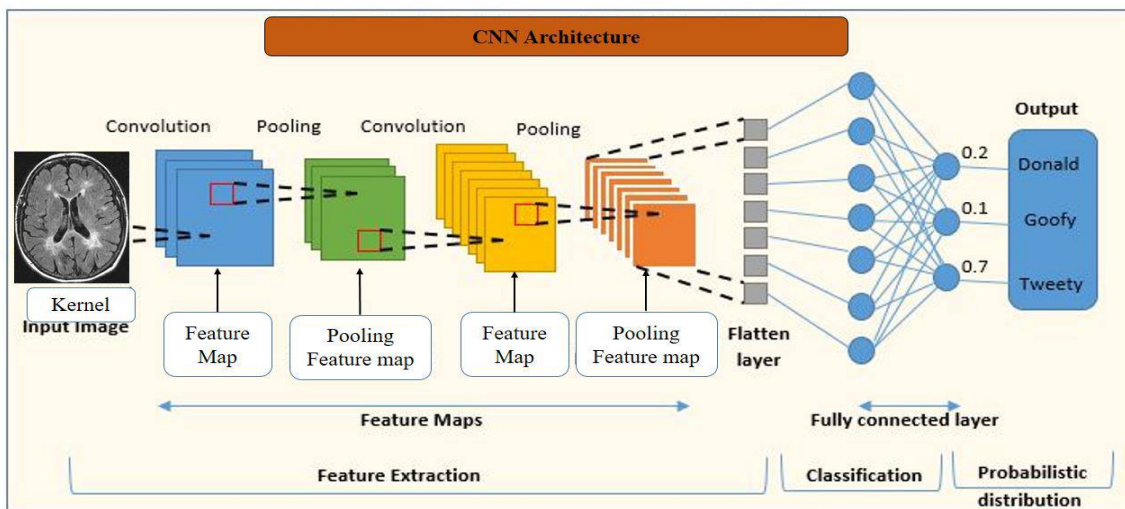 CNN Architecture
Convolution
Pooling
Convolution
Pooling
Output
0.2
Donald
0.1
Goofy
0.7
Tweety
Kernel
Input Image
Feature
Map
Pooling
Feature map
Feature
Map
Pooling
Feature map
Flatten
layer
Feature Maps
Fully connected layer
Feature Extraction
Classification
Probabilistic
distribution